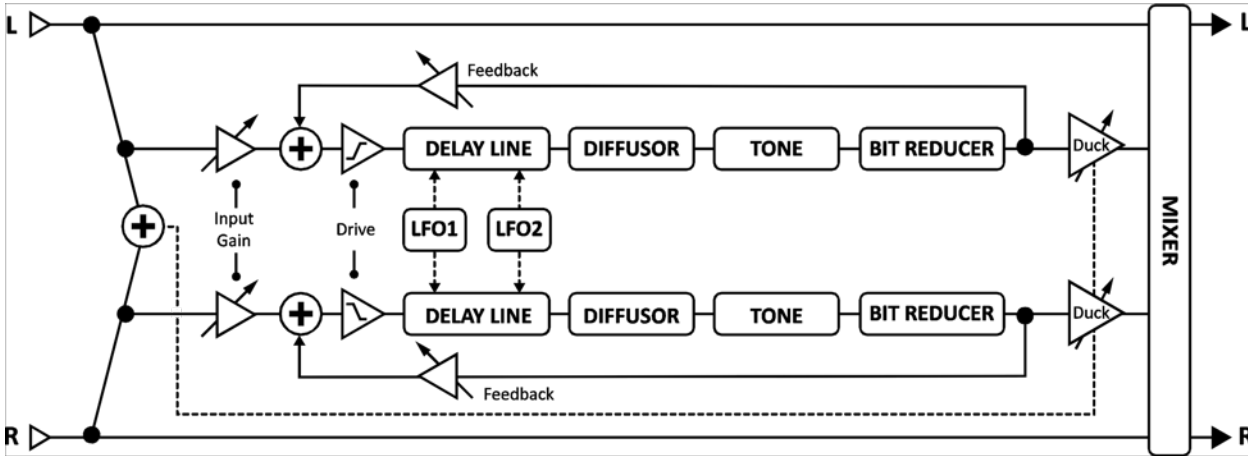 L
L
Feedback
+
DELAY LINE
DIFFUSOR
TONE
BIT REDUCER
Duck
Input
Gain
Drive
+
LFO1
LFO2
MIXER
+
DELAY LINE
DIFFUSOR
TONE
BIT REDUCER
Duck
Feedback
R
R